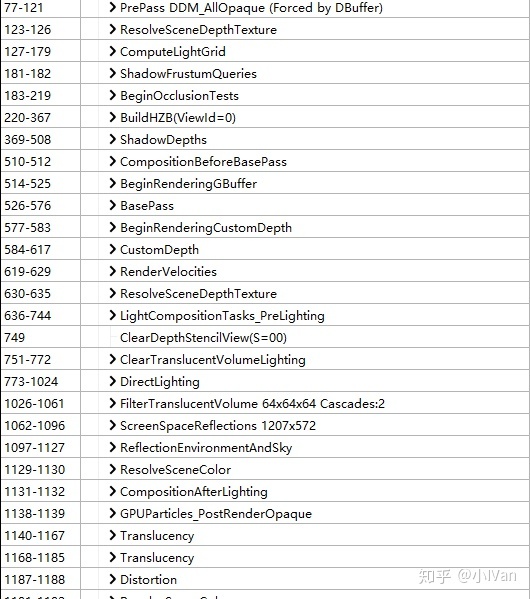 77-121 PrePass DDM_AllOpaque (Forced by DBuffer)
123-126 ResolveSceneDepthTexture
127-179 ComputeLightGrid
181-182 ShadowFrustumQueries
183-219 BeginOcclusionTests
220-367 BuildHZB(ViewId=0)
369-508 ShadowDepths
510-512 CompositionBeforeBasePass
514-525 BeginRenderingGBuffer
526-576 BasePass
577-583 BeginRenderingCustomDepth
584-617 CustomDepth
619-629 RenderVelocities
630-635 ResolveSceneDepthTexture
636-744 LightCompositionTasks_PreLighting
749 ClearDepthStencilView(S=00)
751-772 ClearTranslucentVolumeLighting
773-1024 DirectLighting
1026-1061 FilterTranslucentVolume 64x64x64 Cascades:2
1062-1096 ScreenSpaceReflections 1207x572
1097-1127 ReflectionEnvironmentAndSky
1129-1130 ResolveSceneColor
1131-1132 CompositionAfterLighting
1138-1139 GPUParticles_PostRenderOpaque
1140-1167 Translucency
1168-1185 Translucency
1187-1188 Distortion
知乎 @小IVan